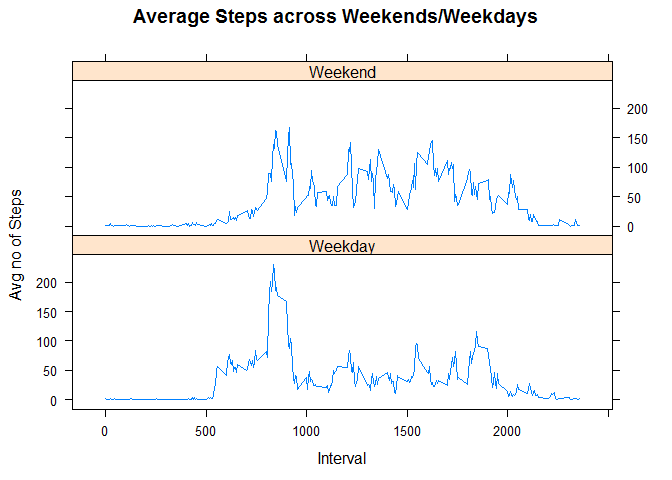 Average Steps across Weekends/Weekdays
Weekend
200
150
100
50
0
Weekday
200
150
100
50
0
Avg no of Steps
0 500 1000 1500 2000
Interval